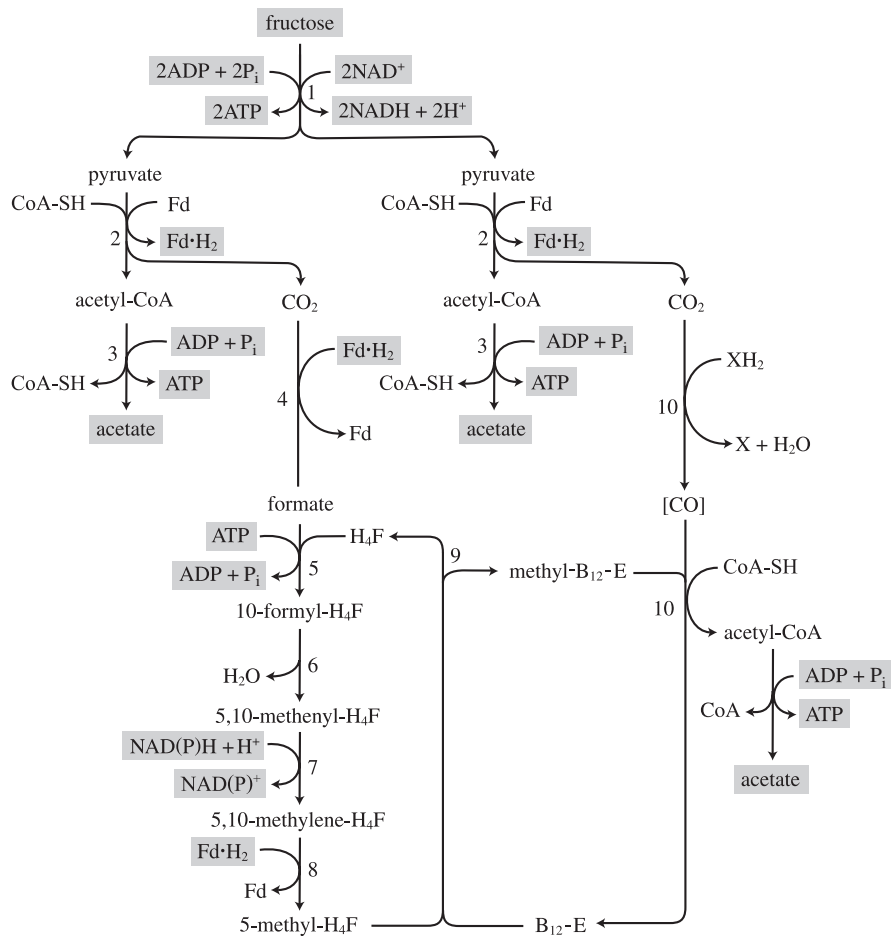 fructose
2ADP + 2Pi
2NAD⁺
1
2ATP
2NADH + 2H⁺
pyruvate
pyruvate
CoA-SH
Fd
CoA-SH
Fd
2
Fd·H₂
2
Fd·H₂
acetyl-CoA
CO₂
acetyl-CoA
CO₂
3
ADP + Pi
Fd·H₂
3
ADP + Pi
XH₂
CoA-SH
ATP
4
CoA-SH
ATP
10
acetate
Fd
acetate
X + H₂O
formate
[CO]
ATP
H₄F
9
ADP + Pi
5
methyl-B₁₂-E
CoA-SH
10-formyl-H₄F
10
acetyl-CoA
H₂O
6
ADP + Pi
5,10-methenyl-H₄F
CoA
ATP
NAD(P)H + H⁺
7
NAD(P)⁺
acetate
5,10-methylene-H₄F
Fd·H₂
8
Fd
5-methyl-H₄F
B₁₂-E